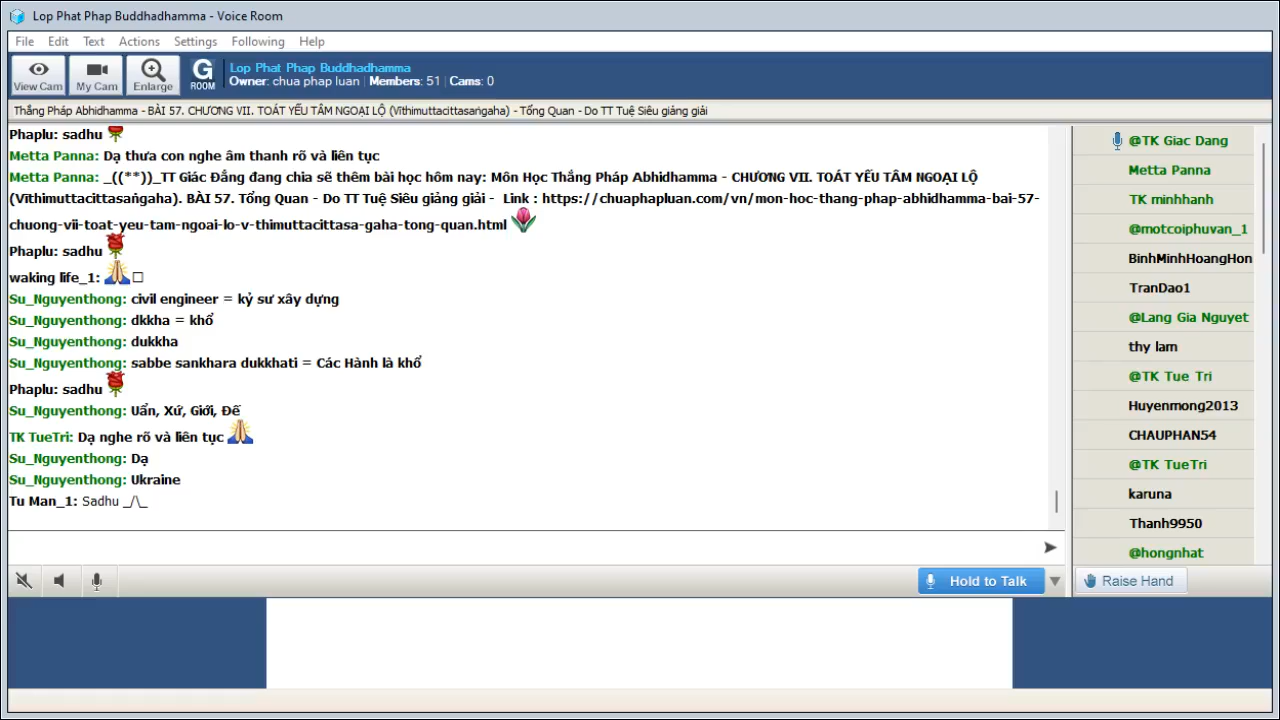 Lop Phat Phap Buddhadhamma - Voice Room
File Edit Text Actions Settings Following Help
View Cam My Cam Enlarge G ROOM
Lop Phat Phap Buddhadhamma
Owner: chua phap luan Members: 51 Cams: 0
Thắng Pháp Abhidhamma - BÀI 57. CHƯƠNG VII. TOÁT YẾU TÂM NGOẠI LỘ (Vīthimuttacittasaṅgaha) - Tổng Quan - Do TT Tuệ Siêu giảng giải
Phaplu: sadhu
Metta Panna: Dạ thưa con nghe âm thanh rõ và liên tục
Metta Panna: _((**))_TT Giác Đẳng đang chia sẽ thêm bài học hôm nay: Môn Học Thắng Pháp Abhidhamma - CHƯƠNG VII. TOÁT YẾU TÂM NGOẠI LỘ
(Vīthimuttacittasaṅgaha). BÀI 57. Tổng Quan - Do TT Tuệ Siêu giảng giải - Link : https://chuaphapluan.com/vn/mon-hoc-thang-phap-abhidhamma-bai-57-
chuong-vii-toat-yeu-tam-ngoai-lo-v-thimuttacittasa-gaha-tong-quan.html
Phaplu: sadhu
waking life_1:
Su_Nguyenthong: civil engineer = kỷ sư xây dựng
Su_Nguyenthong: dkkha = khổ
Su_Nguyenthong: dukkha
Su_Nguyenthong: sabbe sankhara dukkhati = Các Hành là khổ
Phaplu: sadhu
Su_Nguyenthong: Uẩn, Xứ, Giới, Đế
TK TueTri: Dạ nghe rõ và liên tục
Su_Nguyenthong: Dạ
Su_Nguyenthong: Ukraine
Tu Man_1: Sadhu _/\_
@TK Giac Dang
Metta Panna
TK minhhanh
@motcoiphuvan_1
BinhMinhHoangHon
TranDao1
@Lang Gia Nguyet
thy lam
@TK Tue Tri
Huyenmong2013
CHAUPHAN54
@TK TueTri
karuna
Thanh9950
@hongnhat
Hold to Talk
Raise Hand